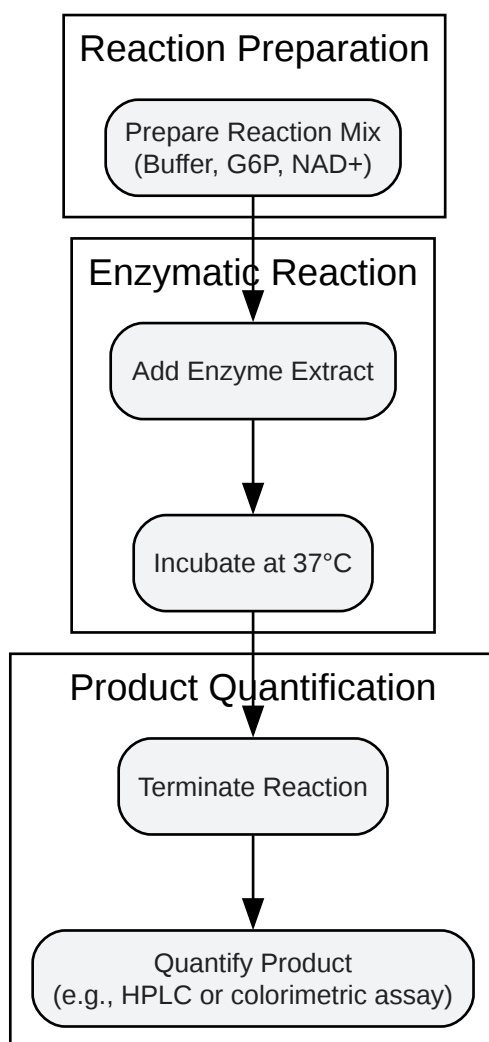 Reaction Preparation
Prepare Reaction Mix
(Buffer, G6P, NAD+)
Enzymatic Reaction
Add Enzyme Extract
Incubate at 37°C
Product Quantification
Terminate Reaction
Quantify Product
(e.g., HPLC or colorimetric assay)